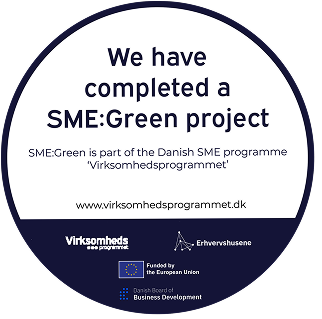 We have
completed a
SME:Green project
SME:Green is part of the Danish SME programme
'Virksomhedsprogrammet'
www.virksomhedsprogrammet.dk
Virksomheds
programmet
Erhvervshusene
Funded by
the European Union
Danish Board of
Business Development